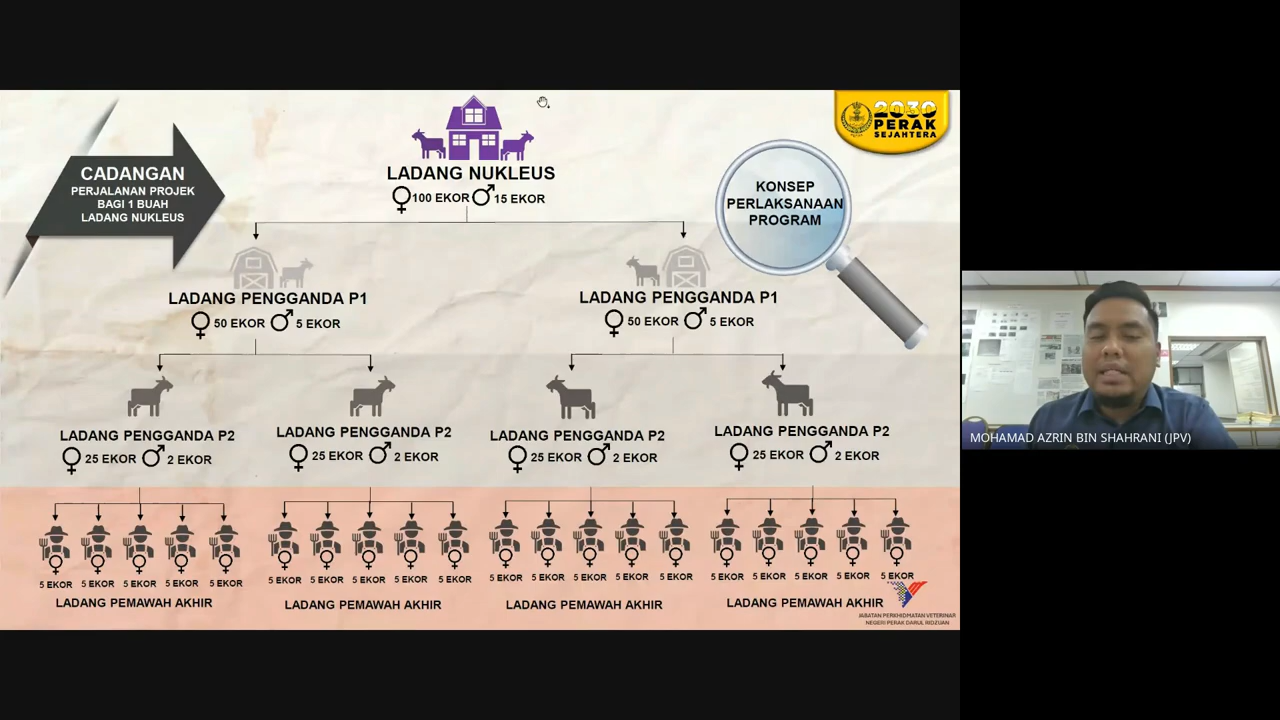 CADANGAN
PERJALANAN PROJEK
BAGI 1 BUAH
LADANG NUKLEUS
LADANG NUKLEUS
100 EKOR 15 EKOR
KONSEP
PERLAKSANAAN
PROGRAM
2030
PERAK
SEJAHTERA
LADANG PENGGANDA P1
50 EKOR 5 EKOR
LADANG PENGGANDA P1
50 EKOR 5 EKOR
LADANG PENGGANDA P2
25 EKOR 2 EKOR
LADANG PENGGANDA P2
25 EKOR 2 EKOR
LADANG PENGGANDA P2
25 EKOR 2 EKOR
LADANG PENGGANDA P2
25 EKOR 2 EKOR
5 EKOR 5 EKOR 5 EKOR 5 EKOR 5 EKOR
LADANG PEMAWAH AKHIR
5 EKOR 5 EKOR 5 EKOR 5 EKOR 5 EKOR
LADANG PEMAWAH AKHIR
5 EKOR 5 EKOR 5 EKOR 5 EKOR 5 EKOR
LADANG PEMAWAH AKHIR
5 EKOR 5 EKOR 5 EKOR 5 EKOR 5 EKOR
LADANG PEMAWAH AKHIR
JABATAN PERKHIDMATAN VETERINAR
NEGERI PERAK DARUL RIDZUAN
MOHAMAD AZRIN BIN SHAHRANI (JPV)